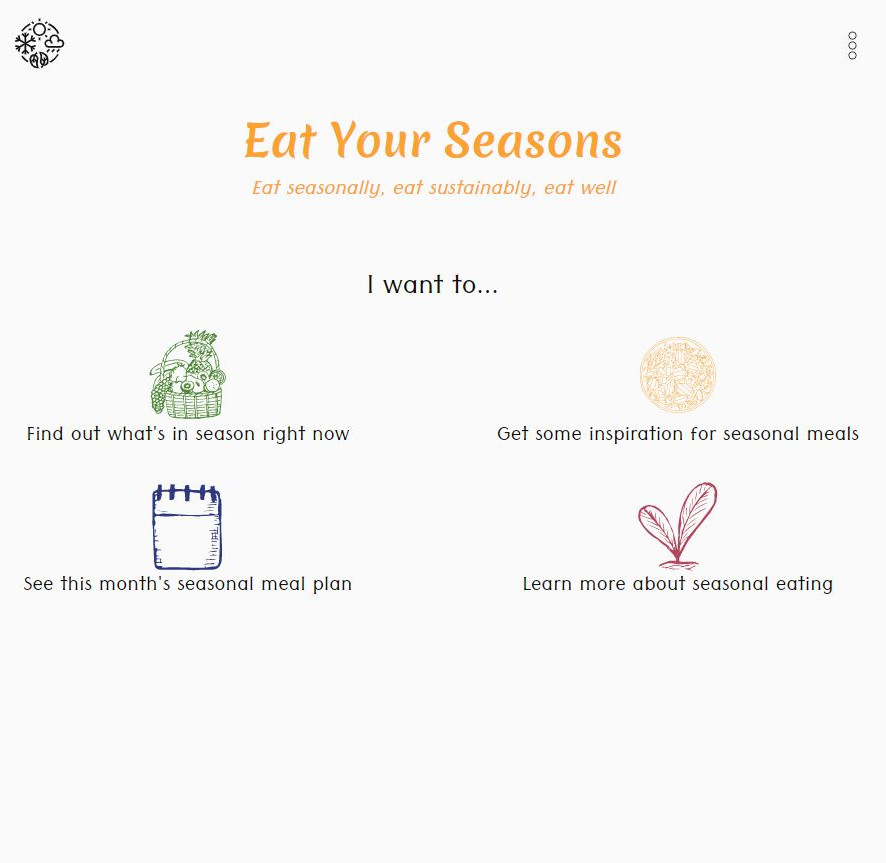 Eat Your Seasons
Eat seasonally, eat sustainably, eat well
I want to...
Find out what's in season right now
Get some inspiration for seasonal meals
See this month's seasonal meal plan
Learn more about seasonal eating